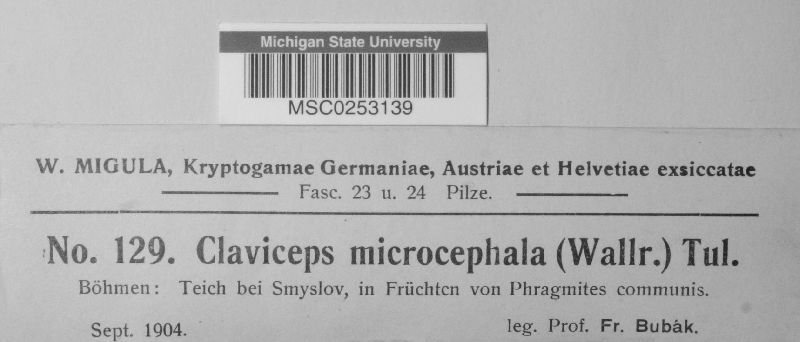 Michigan State University
MSC0253139
W. MIGULA, Kryptogamae Germaniae, Austriae et Helvetiae exsiccatae
Fasc. 23 u. 24 Pilze.
No. 129. Claviceps microcephala (Wallr.) Tul.
Böhmen: Teich bei Smyslov, in Früchten von Phragmites communis.
Sept. 1904. leg. Prof. Fr. Bubák.